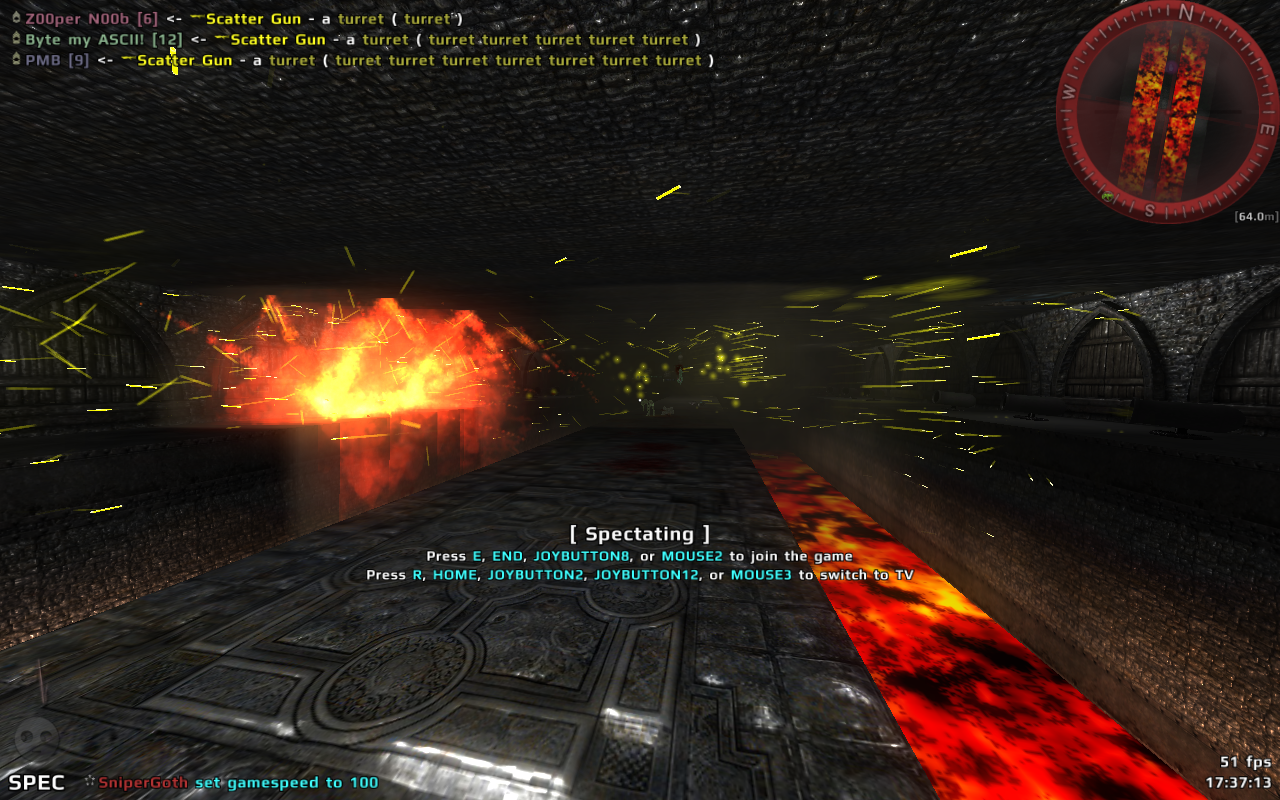 Z00per N00b [6] <- Scatter Gun - a turret ( turret )
Byte my ASCII! [12] <- Scatter Gun - a turret ( turret turret turret turret turret )
PMB [9] <- Scatter Gun - a turret ( turret turret turret turret turret turret turret )
N
W
E
S
[64.0m]
[ Spectating ]
Press E, END, JOYBUTTON8, or MOUSE2 to join the game
Press R, HOME, JOYBUTTON2, JOYBUTTON12, or MOUSE3 to switch to TV
51 fps
SPEC
SniperGoth set gamespeed to 100
17:37:13